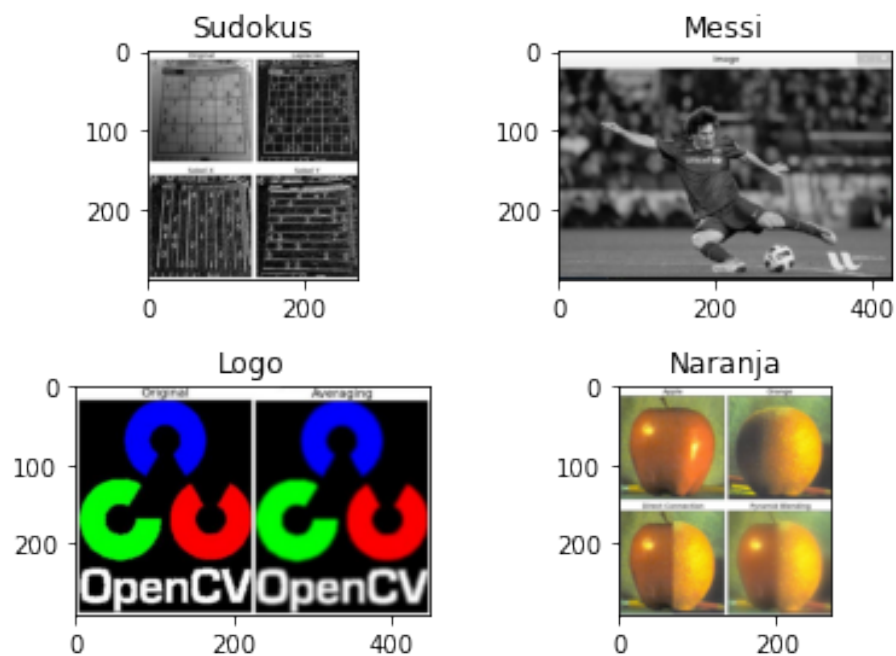 Sudokus
Messi
0
100
200
0
200
Original
Laplacian
Sobel X
Sobel Y
0
100
200
0
200
400
Image
unicef
Logo
Naranja
0
100
200
0
200
400
Original
Averaging
OpenCV
OpenCV
0
100
200
0
200
Apple
Orange
Direct Connection
Pyramid Blending